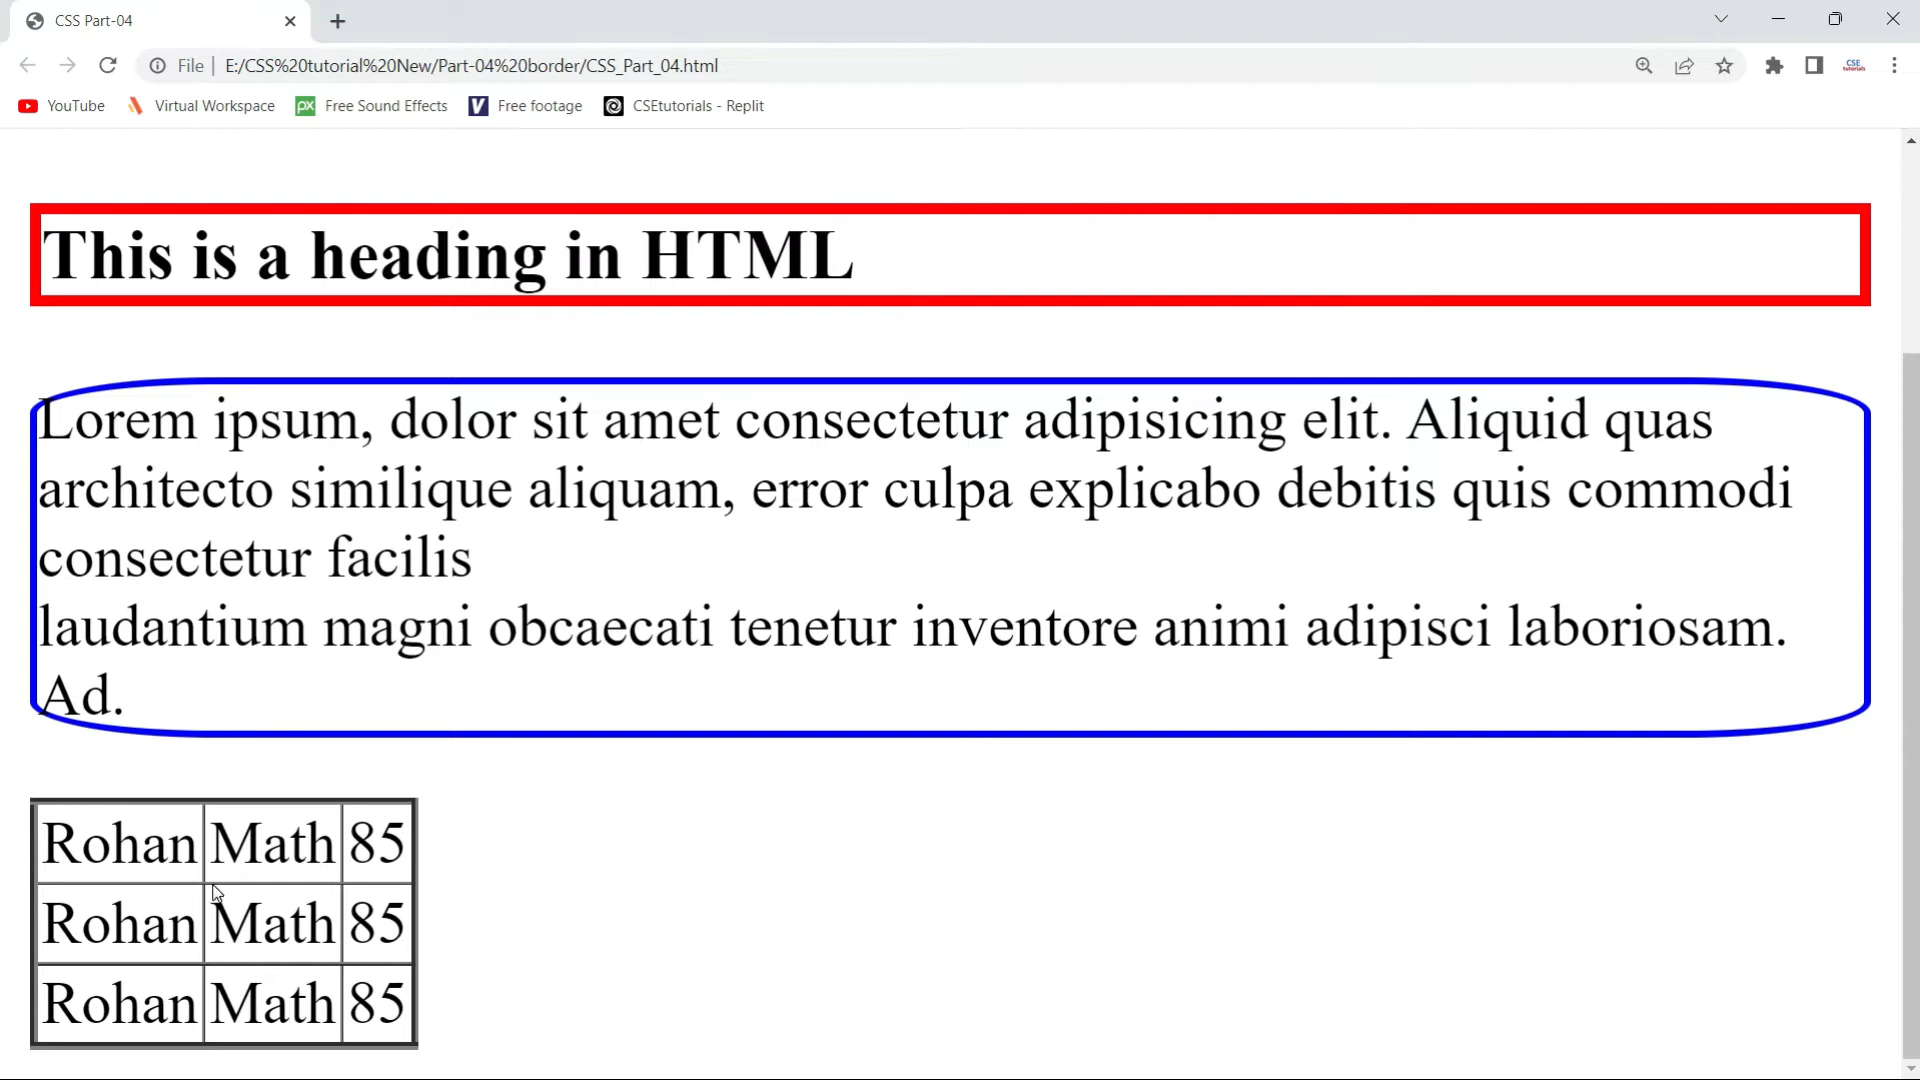 CSS Part-04
File | E:/CSS%20tutorial%20New/Part-04%20border/CSS_Part_04.html
CSE tutorials
YouTube Virtual Workspace Free Sound Effects Free footage CSEtutorials - Replit
This is a heading in HTML
Lorem ipsum, dolor sit amet consectetur adipisicing elit. Aliquid quas
architecto similique aliquam, error culpa explicabo debitis quis commodi
consectetur facilis
laudantium magni obcaecati tenetur inventore animi adipisci laboriosam.
Ad.
Rohan Math 85
Rohan Math 85
Rohan Math 85